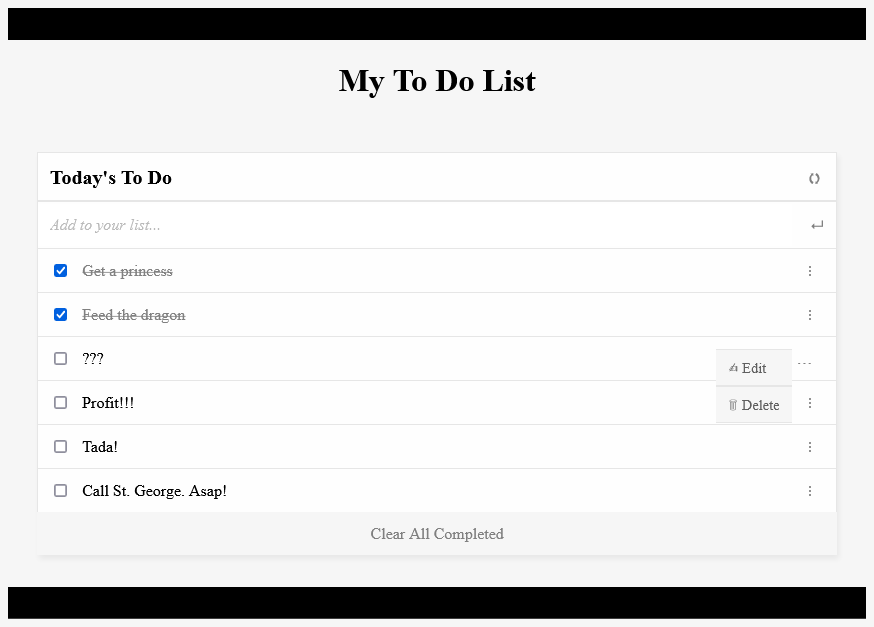 My To Do List
Today's To Do
Add to your list...
Get a princess
Feed the dragon
???
Edit
Profit!!!
Delete
Tada!
Call St. George. Asap!
Clear All Completed